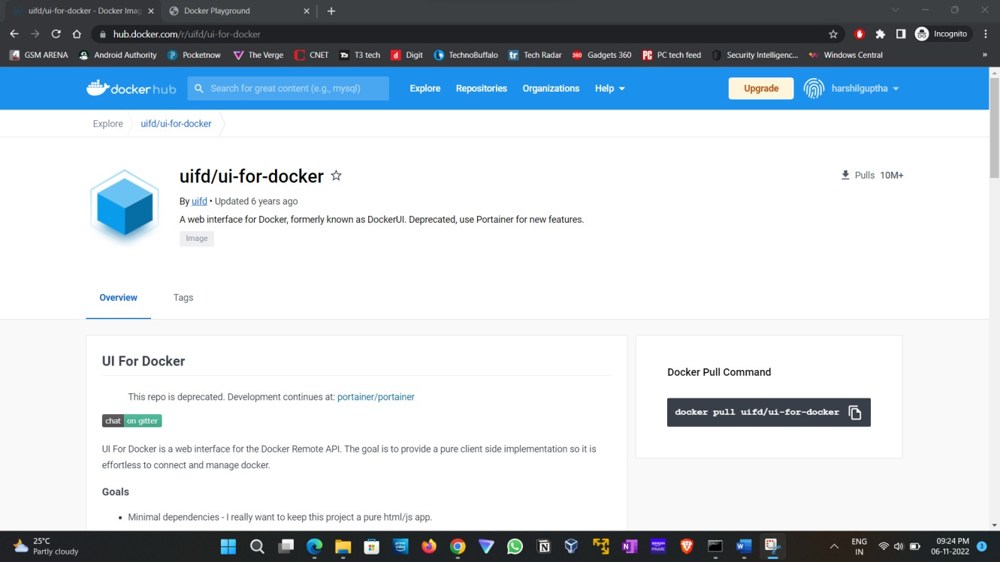 uifd/ui-for-docker - Docker Imag
Docker Playground
hub.docker.com/r/uifd/ui-for-docker
Incognito
GSM ARENA
Android Authority
Pocketnow
The Verge
CNET
T3 tech
Digit
TechnoBuffalo
Tech Radar
Gadgets 360
PC tech feed
Security Intelligenc...
Windows Central
»
docker hub
Search for great content (e.g., mysql)
Explore
Repositories
Organizations
Help
Upgrade
harshilguptha
Explore
uifd/ui-for-docker
uifd/ui-for-docker
Pulls 10M+
By uifd • Updated 6 years ago
A web interface for Docker, formerly known as DockerUI. Deprecated, use Portainer for new features.
Image
Overview
Tags
UI For Docker
This repo is deprecated. Development continues at: portainer/portainer
chat on gitter
UI For Docker is a web interface for the Docker Remote API. The goal is to provide a pure client side implementation so it is
effortless to connect and manage docker.
Goals
• Minimal dependencies - I really want to keep this project a pure html/js app.
Docker Pull Command
docker pull uifd/ui-for-docker
25°C
Partly cloudy
ENG
IN
09:24 PM
06-11-2022
3